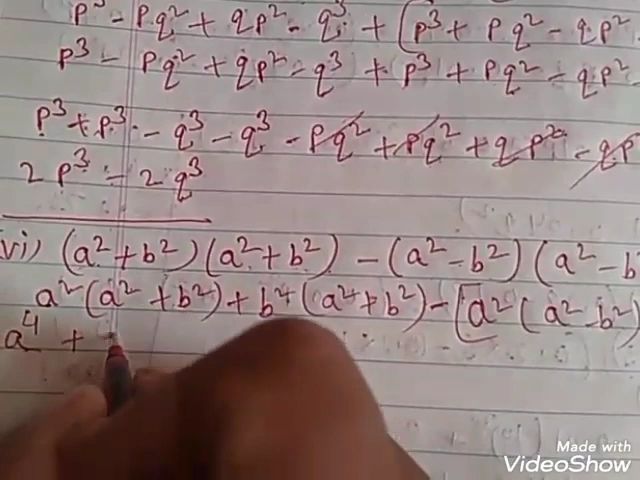 p³ - pq² + qp² - q³ + (p³ + pq² - qp²
p³ - pq² + qp² - q³ + p³ + pq² - qp²
p³ + p³ - q³ - q³ - pq² + pq² + qp² - qp
2p³ - 2q³
vi) (a² + b²) (a² + b²) - (a² - b²) (a² - b
a² (a² + b²) + b² (a² + b²) - [a² (a² - b²)
a⁴ +
Made with
VideoShow